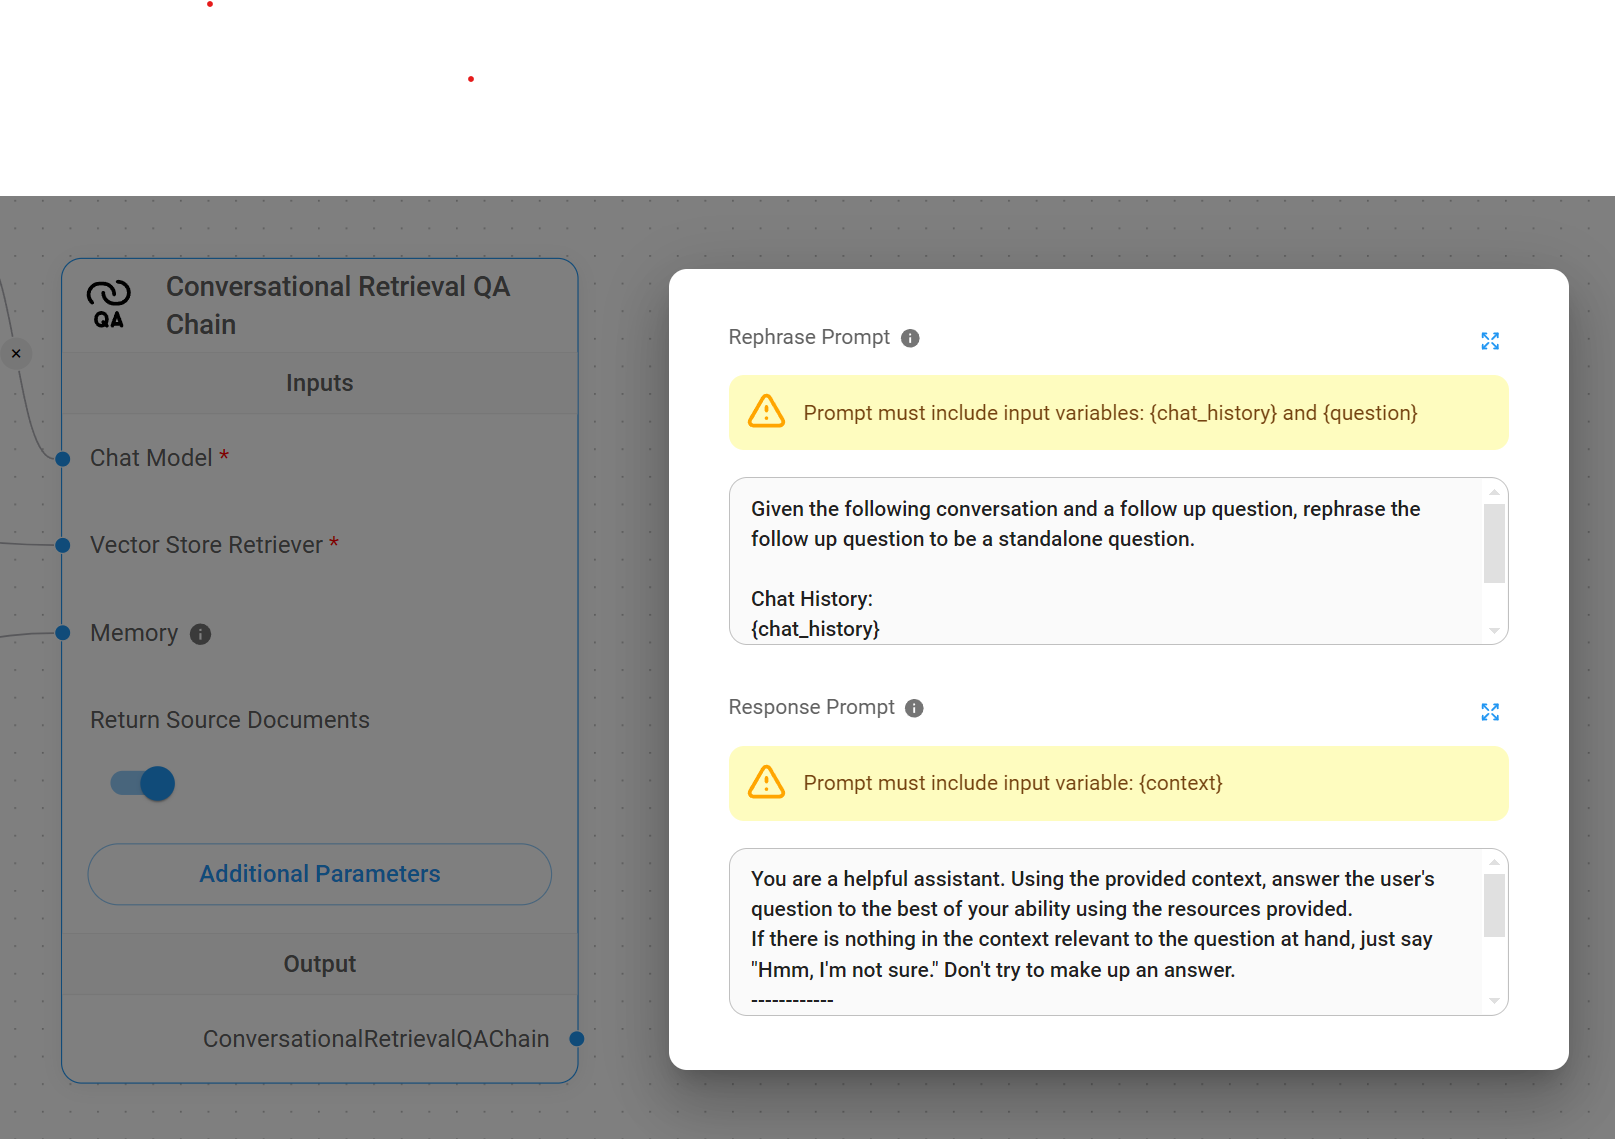 QA
Conversational Retrieval QA
Chain
Inputs
Chat Model *
Vector Store Retriever *
Memory
Return Source Documents
Additional Parameters
Output
ConversationalRetrievalQAChain
Rephrase Prompt
Prompt must include input variables: {chat_history} and {question}
Given the following conversation and a follow up question, rephrase the
follow up question to be a standalone question.
Chat History:
{chat_history}
Response Prompt
Prompt must include input variable: {context}
You are a helpful assistant. Using the provided context, answer the user's
question to the best of your ability using the resources provided.
If there is nothing in the context relevant to the question at hand, just say
"Hmm, I'm not sure." Don't try to make up an answer.
------------